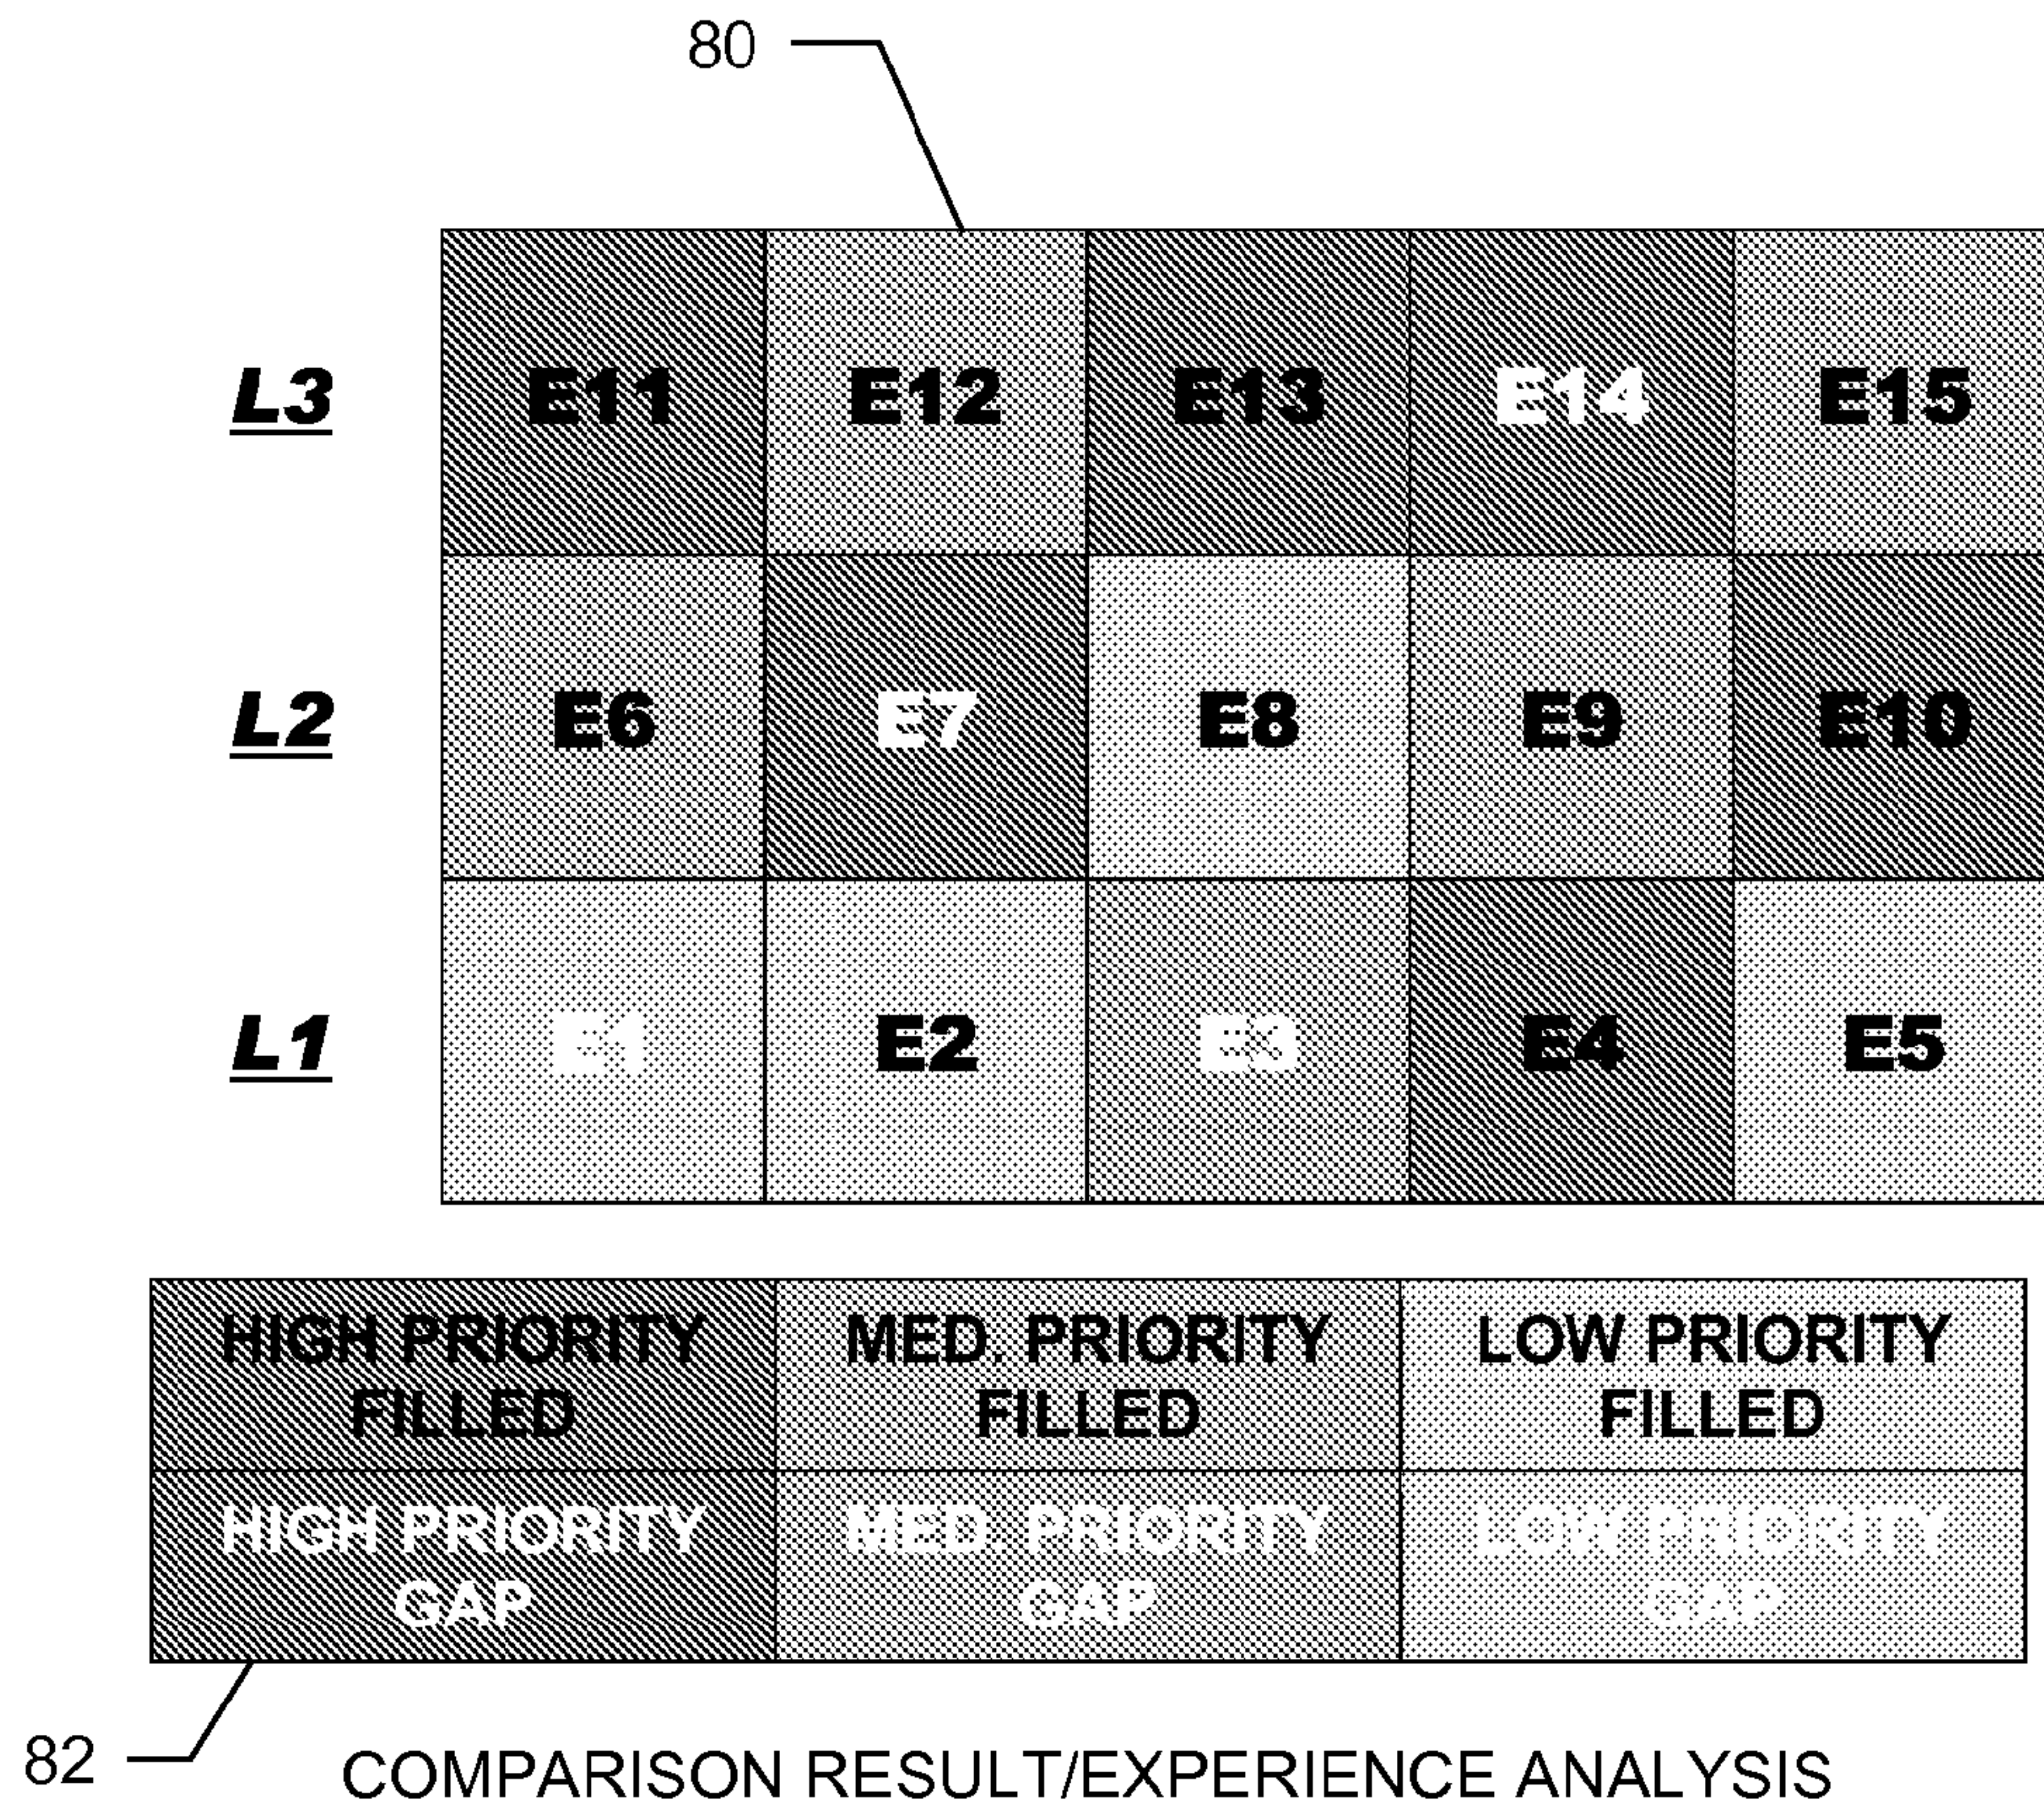 80
L3 E11 E12 E13 E14 E15
L2 E6 E7 E8 E9 E10
L1 E1 E2 E3 E4 E5
HIGH PRIORITY FILLED MED. PRIORITY FILLED LOW PRIORITY FILLED
HIGH PRIORITY GAP MED. PRIORITY GAP LOW PRIORITY GAP
82
COMPARISON RESULT/EXPERIENCE ANALYSIS